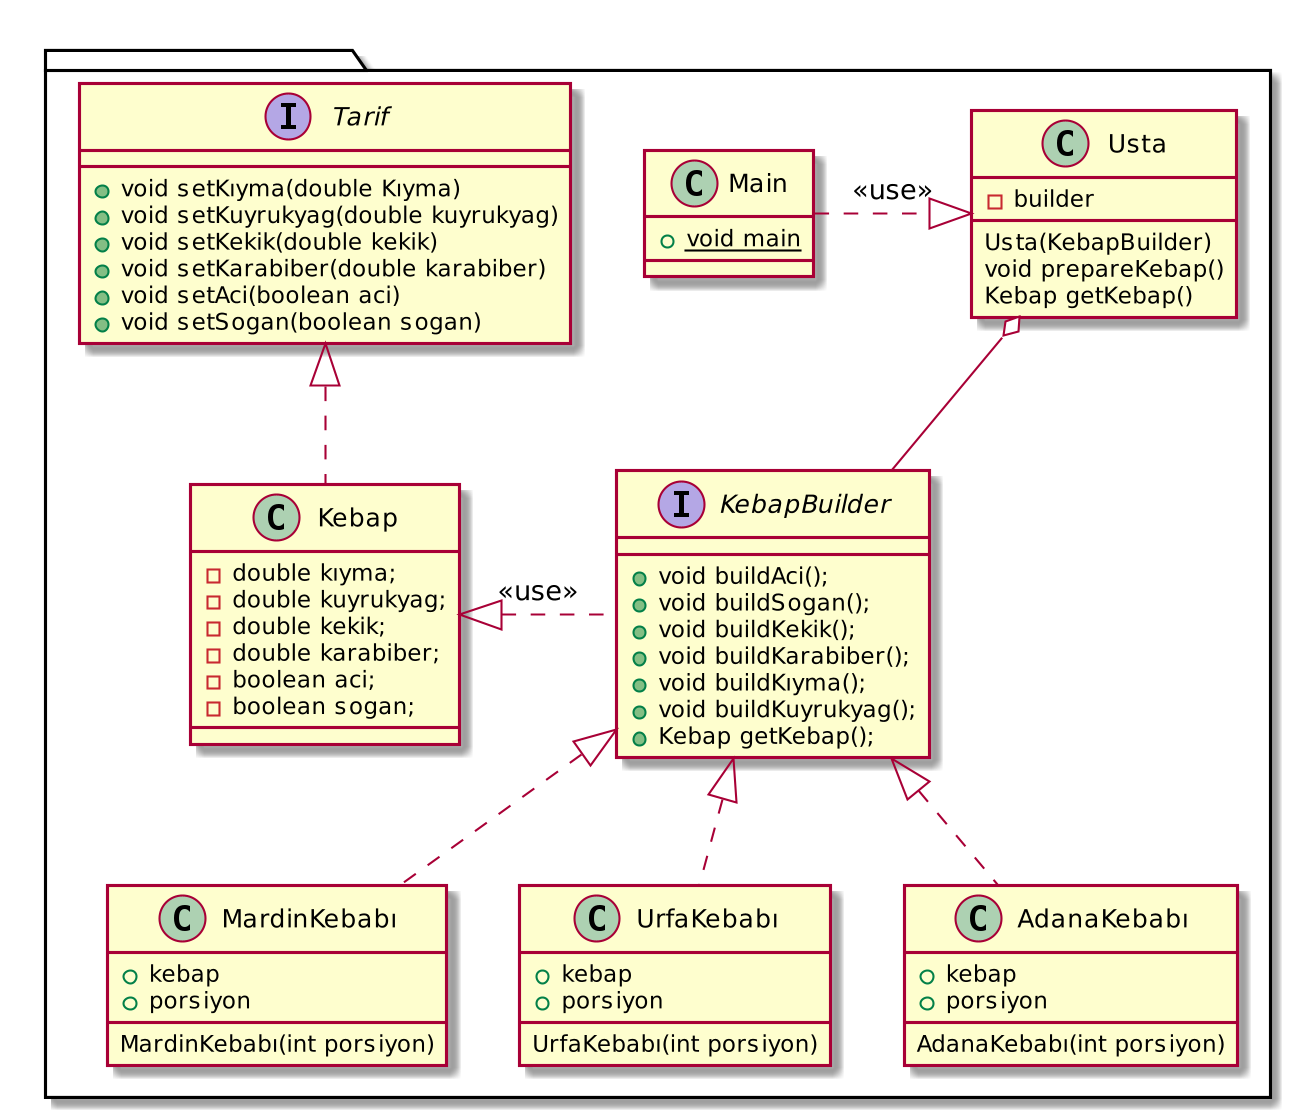 I Tarif
void setKıyma(double Kıyma)
void setKuyrukyag(double kuyrukyag)
void setKekik(double kekik)
void setKarabiber(double karabiber)
void setAci(boolean aci)
void setSogan(boolean sogan)
C Main
void main
«use»
C Usta
builder
Usta(KebapBuilder)
void prepareKebap()
Kebap getKebap()
C Kebap
double kıyma;
double kuyrukyag;
double kekik;
double karabiber;
boolean aci;
boolean sogan;
«use»
I KebapBuilder
void buildAci();
void buildSogan();
void buildKekik();
void buildKarabiber();
void buildKıyma();
void buildKuyrukyag();
Kebap getKebap();
C MardinKebabı
kebap
porsiyon
MardinKebabı(int porsiyon)
C UrfaKebabı
kebap
porsiyon
UrfaKebabı(int porsiyon)
C AdanaKebabı
kebap
porsiyon
AdanaKebabı(int porsiyon)